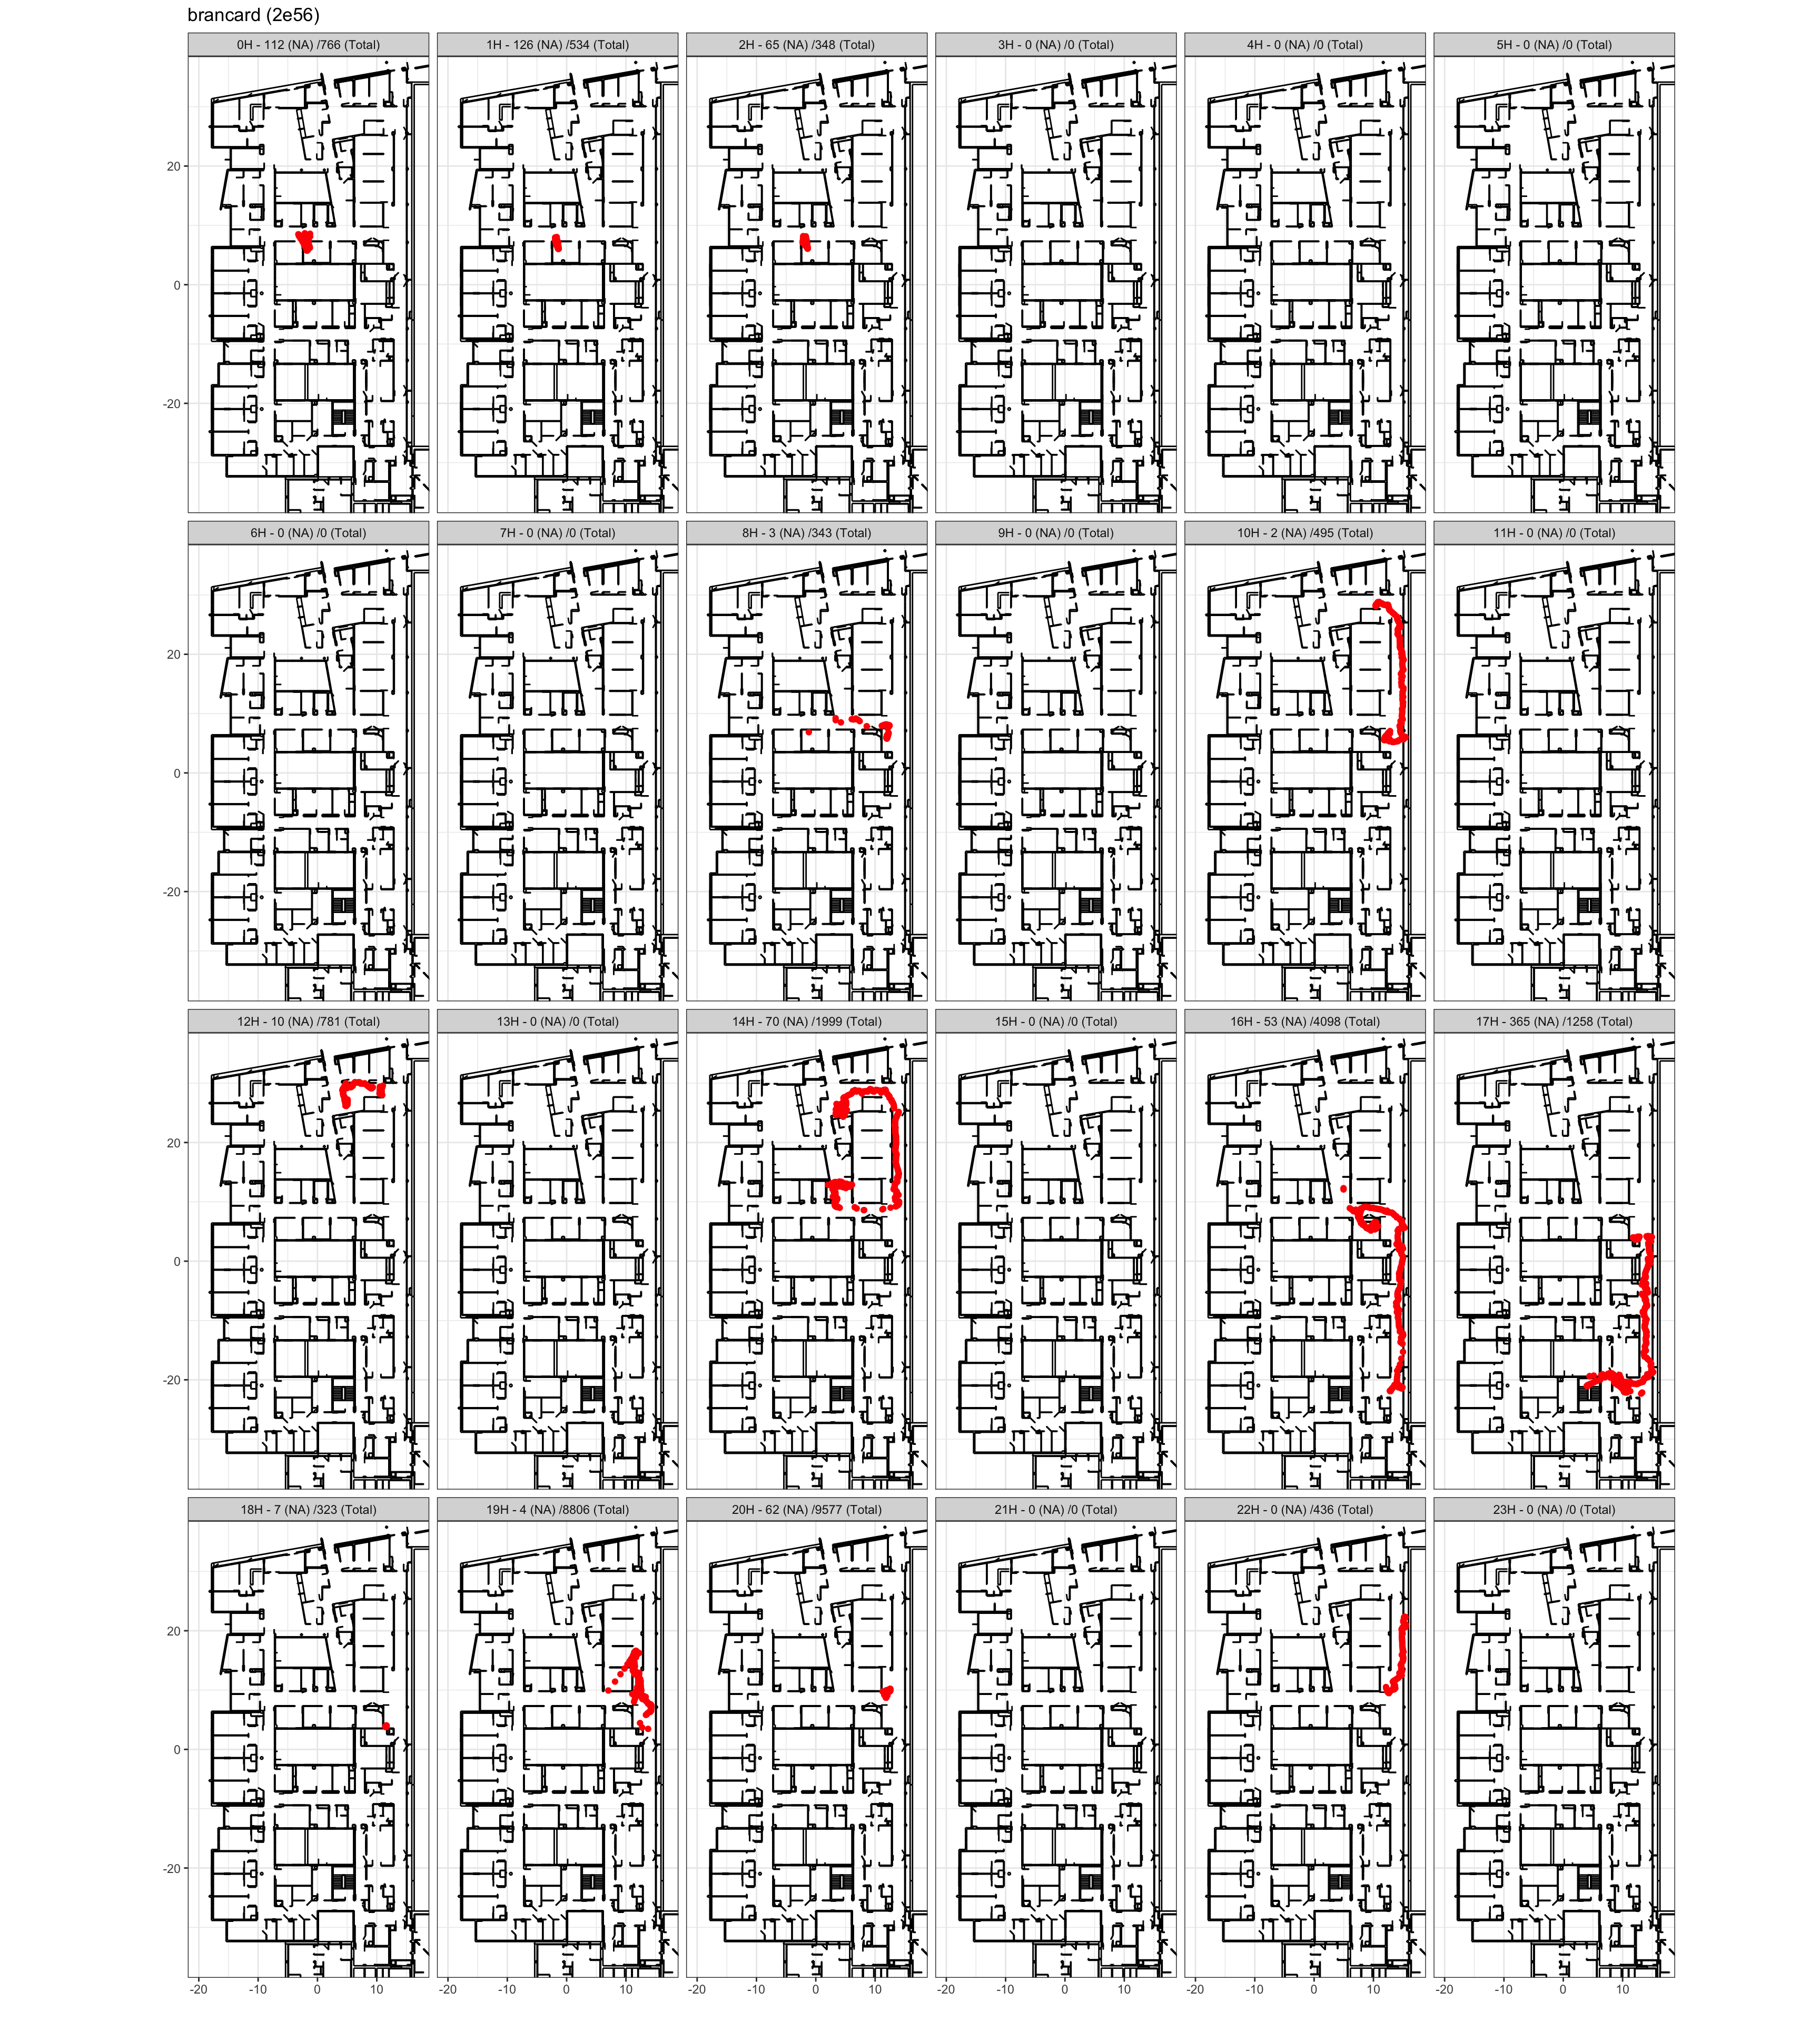 brancard (2e56)
0H - 112 (NA) /766 (Total)
1H - 126 (NA) /534 (Total)
2H - 65 (NA) /348 (Total)
3H - 0 (NA) /0 (Total)
4H - 0 (NA) /0 (Total)
5H - 0 (NA) /0 (Total)
20
0
-20
6H - 0 (NA) /0 (Total)
7H - 0 (NA) /0 (Total)
8H - 3 (NA) /343 (Total)
9H - 0 (NA) /0 (Total)
10H - 2 (NA) /495 (Total)
11H - 0 (NA) /0 (Total)
20
0
-20
12H - 10 (NA) /781 (Total)
13H - 0 (NA) /0 (Total)
14H - 70 (NA) /1999 (Total)
15H - 0 (NA) /0 (Total)
16H - 53 (NA) /4098 (Total)
17H - 365 (NA) /1258 (Total)
20
0
-20
18H - 7 (NA) /323 (Total)
19H - 4 (NA) /8806 (Total)
20H - 62 (NA) /9577 (Total)
21H - 0 (NA) /0 (Total)
22H - 0 (NA) /436 (Total)
23H - 0 (NA) /0 (Total)
20
0
-20
-20 -10 0 10 -20 -10 0 10 -20 -10 0 10 -20 -10 0 10 -20 -10 0 10 -20 -10 0 10